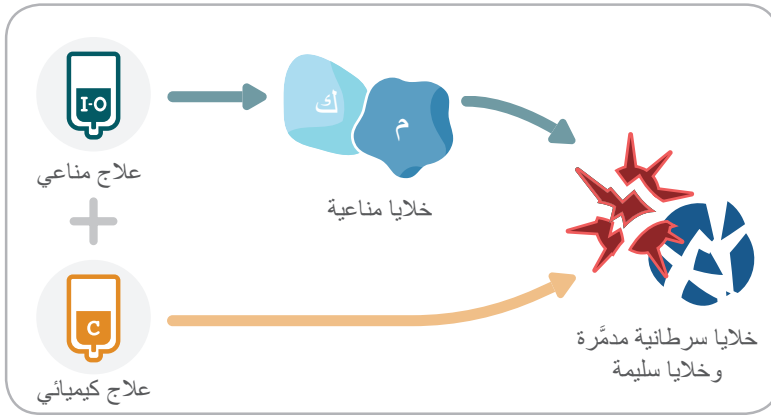 I-O
علاج مناعي
ك
م
خلايا مناعية
C
علاج كيميائي
خلايا سرطانية مدمَّرة
وخلايا سليمة